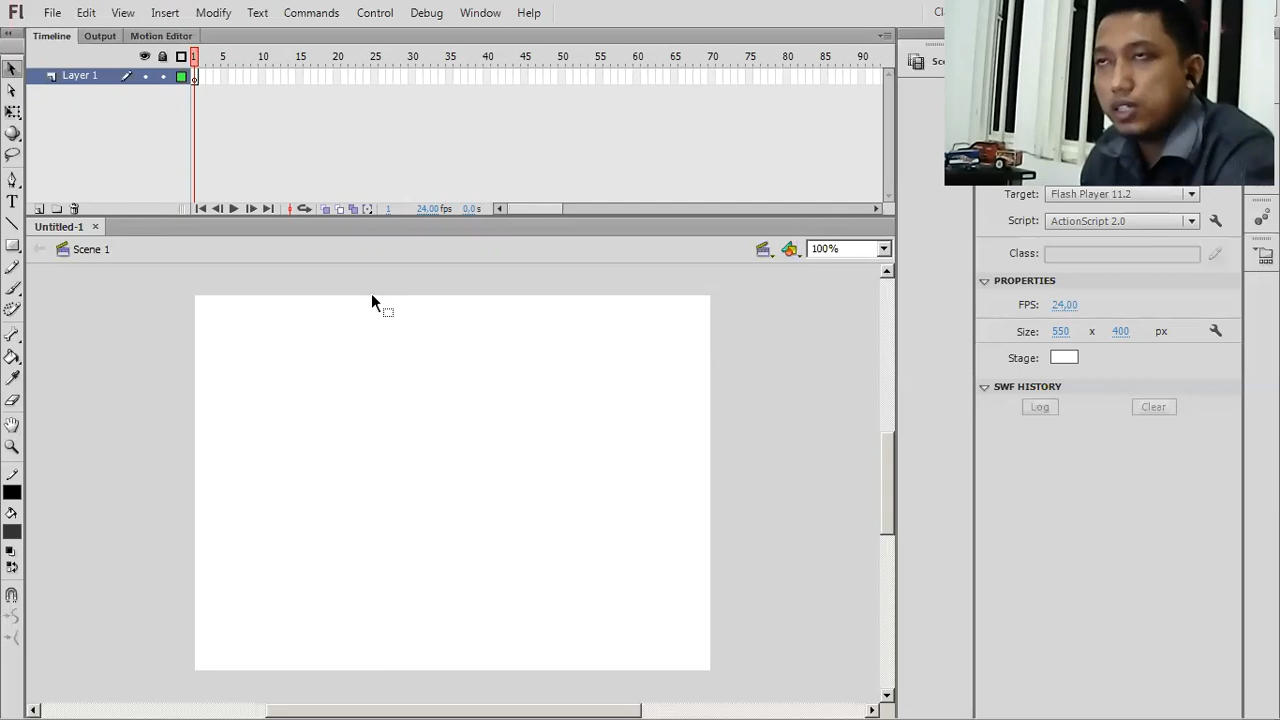 Fl File Edit View Insert Modify Text Commands Control Debug Window Help
Timeline Output Motion Editor
1 5 10 15 20 25 30 35 40 45 50 55 60 65 70 75 80 85 90
Layer 1
1 24.00 fps 0.0 s
Untitled-1 ×
Scene 1 100%
Target: Flash Player 11.2
Script: ActionScript 2.0
Class:
PROPERTIES
FPS: 24,00
Size: 550 x 400 px
Stage:
SWF HISTORY
Log Clear